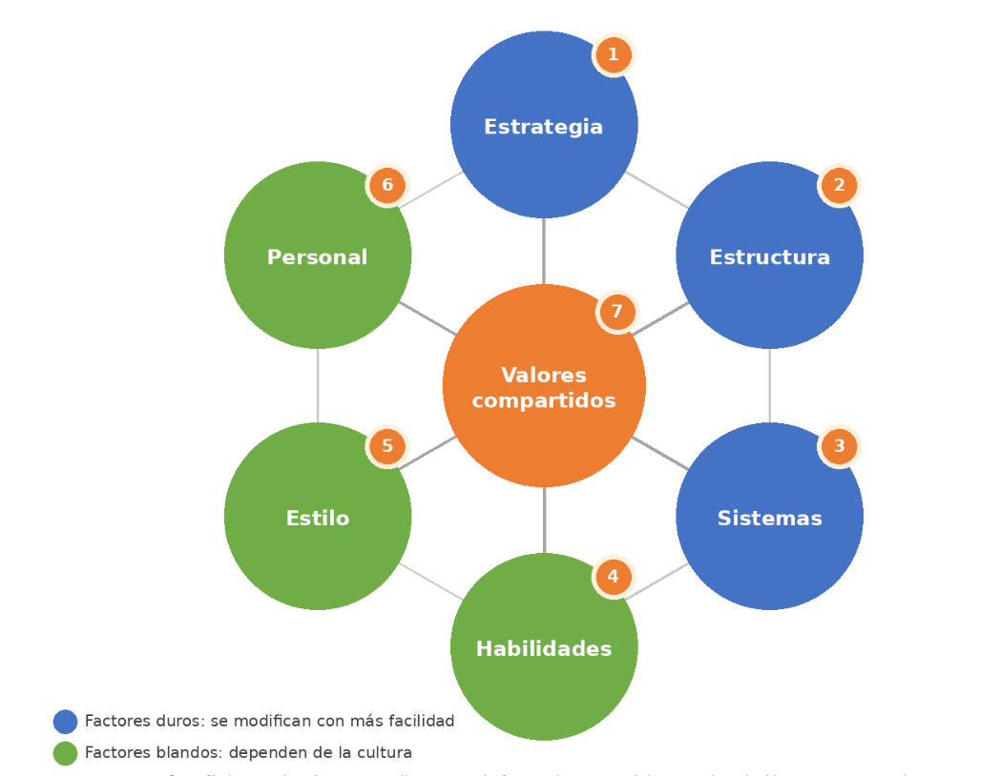 1
Estrategia
2
Estructura
3
Sistemas
4
Habilidades
5
Estilo
6
Personal
7
Valores
compartidos
Factores duros: se modifican con más facilidad
Factores blandos: dependen de la cultura